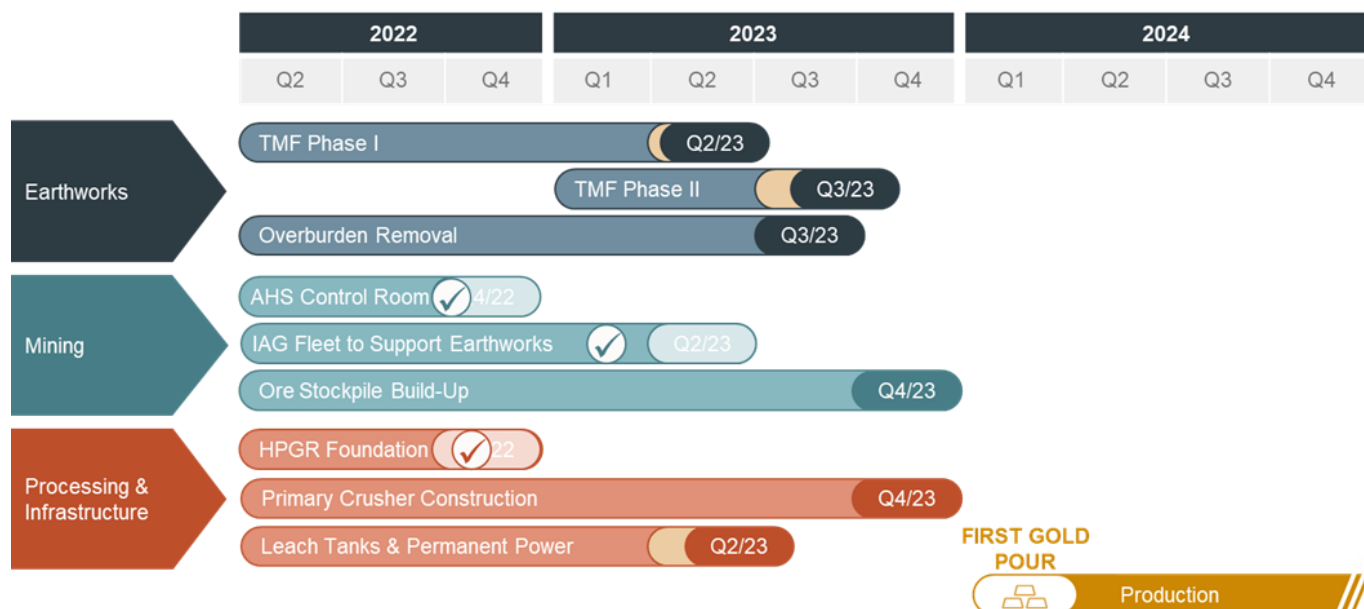 2022 2023 2024
Q2 Q3 Q4 Q1 Q2 Q3 Q4 Q1 Q2 Q3 Q4
Earthworks
TMF Phase I Q2/23
TMF Phase II Q3/23
Overburden Removal Q3/23
Mining
AHS Control Room 4/22
IAG Fleet to Support Earthworks Q2/23
Ore Stockpile Build-Up Q4/23
Processing &
Infrastructure
HPGR Foundation 22
Primary Crusher Construction Q4/23
Leach Tanks & Permanent Power Q2/23
FIRST GOLD
POUR
Production